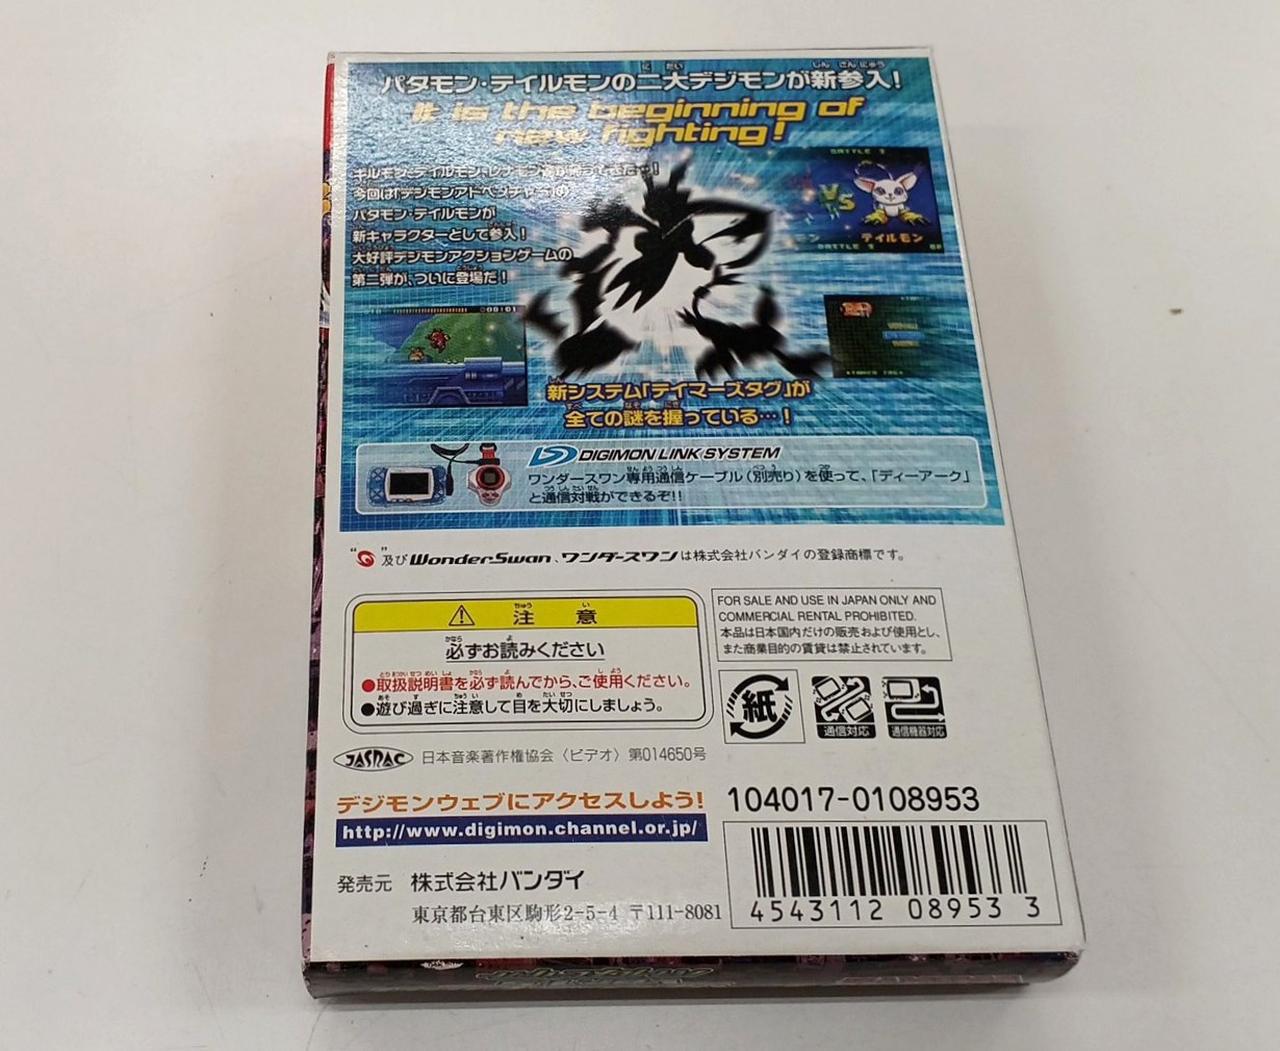 パタモン・テイルモンの二大デジモンが新参入!
It is the beginning of
new fighting!
ギルモン、テイルモン、レナモン
今回は「デジモンアドベンチャー」の
パタモン・テイルモンが
新キャラクターとして参入!
大好評デジモンアクションゲームの
第二弾が、ついに登場だ!
BATTLE 1
VS
テイルモン
BATTLE 1
00:01
新システム「テイマーズタグ」が
全ての謎を握っている…!
DIGIMON LINK SYSTEM
ワンダースワン専用通信ケーブル(別売り)を使って、「ディーアーク」
と通信対戦ができるぞ!!
“ ”及びWonderSwan、ワンダースワンは株式会社バンダイの登録商標です。
注意
必ずお読みください
●取扱説明書を必ず読んでから、ご使用ください。
●遊び過ぎに注意して目を大切にしましょう。
FOR SALE AND USE IN JAPAN ONLY AND
COMMERCIAL RENTAL PROHIBITED.
本品は日本国内だけの販売および使用とし、
また商業目的の賃貸は禁止されています。
紙
通信対応
通信機器対応
JASRAC 日本音楽著作権協会〈ビデオ〉第014650号
デジモンウェブにアクセスしよう!
http://www.digimon.channel.or.jp/
104017-0108953
発売元 株式会社バンダイ
東京都台東区駒形2-5-4 〒111-8081
4543112 08953 3